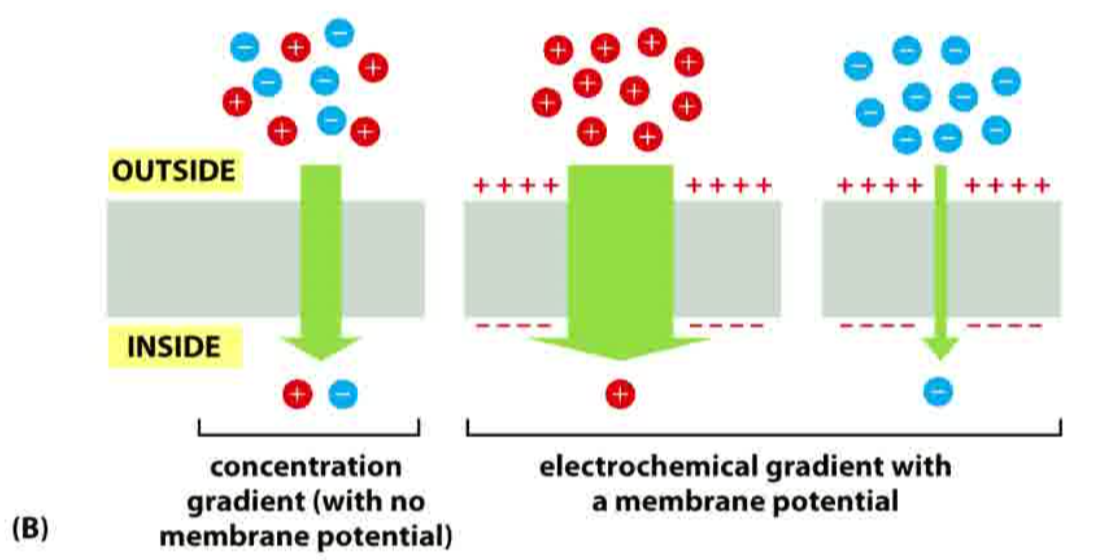 OUTSIDE
++++ ++++ ++++ ++++
---- ---- ---- ----
INSIDE
concentration
gradient (with no
membrane potential)
electrochemical gradient with
a membrane potential
(B)